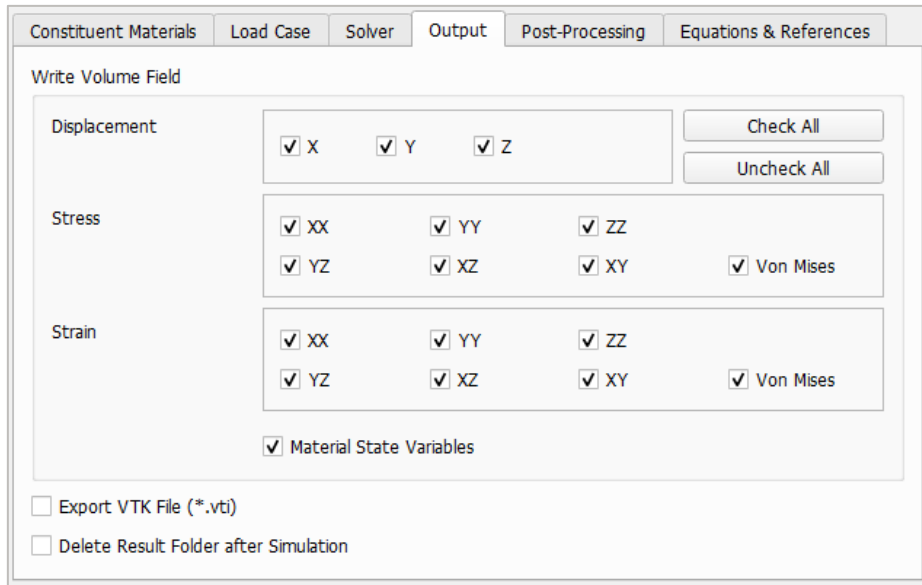 Constituent Materials Load Case Solver Output Post-Processing Equations & References
Write Volume Field
Displacement
X Y Z
Check All
Uncheck All
Stress
XX YY ZZ
YZ XZ XY Von Mises
Strain
XX YY ZZ
YZ XZ XY Von Mises
Material State Variables
Export VTK File (*.vti)
Delete Result Folder after Simulation